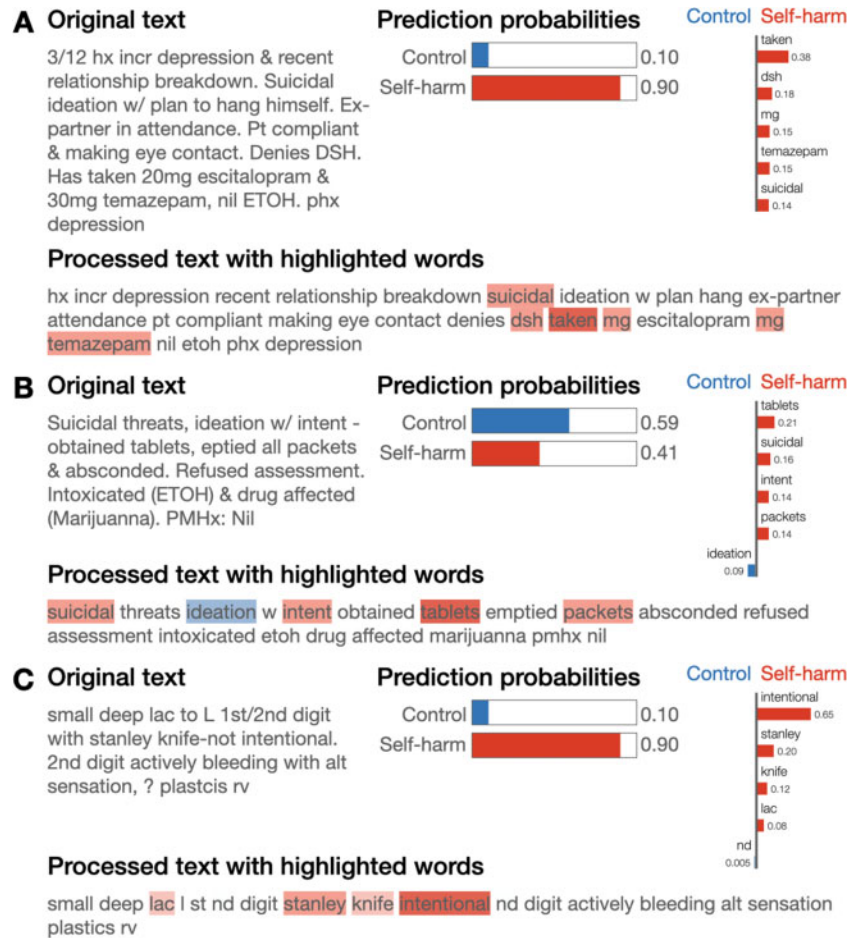 A Original text
3/12 hx incr depression & recent
relationship breakdown. Suicidal
ideation w/ plan to hang himself. Ex-
partner in attendance. Pt compliant
& making eye contact. Denies DSH.
Has taken 20mg escitalopram &
30mg temazepam, nil ETOH. phx
depression
Prediction probabilities
Control 0.10
Self-harm 0.90
Control Self-harm
taken
0.38
dsh
0.18
mg
0.15
temazepam
0.15
suicidal
0.14
Processed text with highlighted words
hx incr depression recent relationship breakdown suicidal ideation w plan hang ex-partner
attendance pt compliant making eye contact denies dsh taken mg escitalopram mg
temazepam nil etoh phx depression
B Original text
Suicidal threats, ideation w/ intent -
obtained tablets, eptied all packets
& absconded. Refused assessment.
Intoxicated (ETOH) & drug affected
(Marijuanna). PMHx: Nil
Prediction probabilities
Control 0.59
Self-harm 0.41
Control Self-harm
tablets
0.21
suicidal
0.16
intent
0.14
packets
0.14
ideation
0.09
Processed text with highlighted words
suicidal threats ideation w intent obtained tablets emptied packets absconded refused
assessment intoxicated etoh drug affected marijuanna pmhx nil
C Original text
small deep lac to L 1st/2nd digit
with stanley knife-not intentional.
2nd digit actively bleeding with alt
sensation, ? plastcis rv
Prediction probabilities
Control 0.10
Self-harm 0.90
Control Self-harm
intentional
0.65
stanley
0.20
knife
0.12
lac
0.08
nd
0.005
Processed text with highlighted words
small deep lac l st nd digit stanley knife intentional nd digit actively bleeding alt sensation
plastics rv